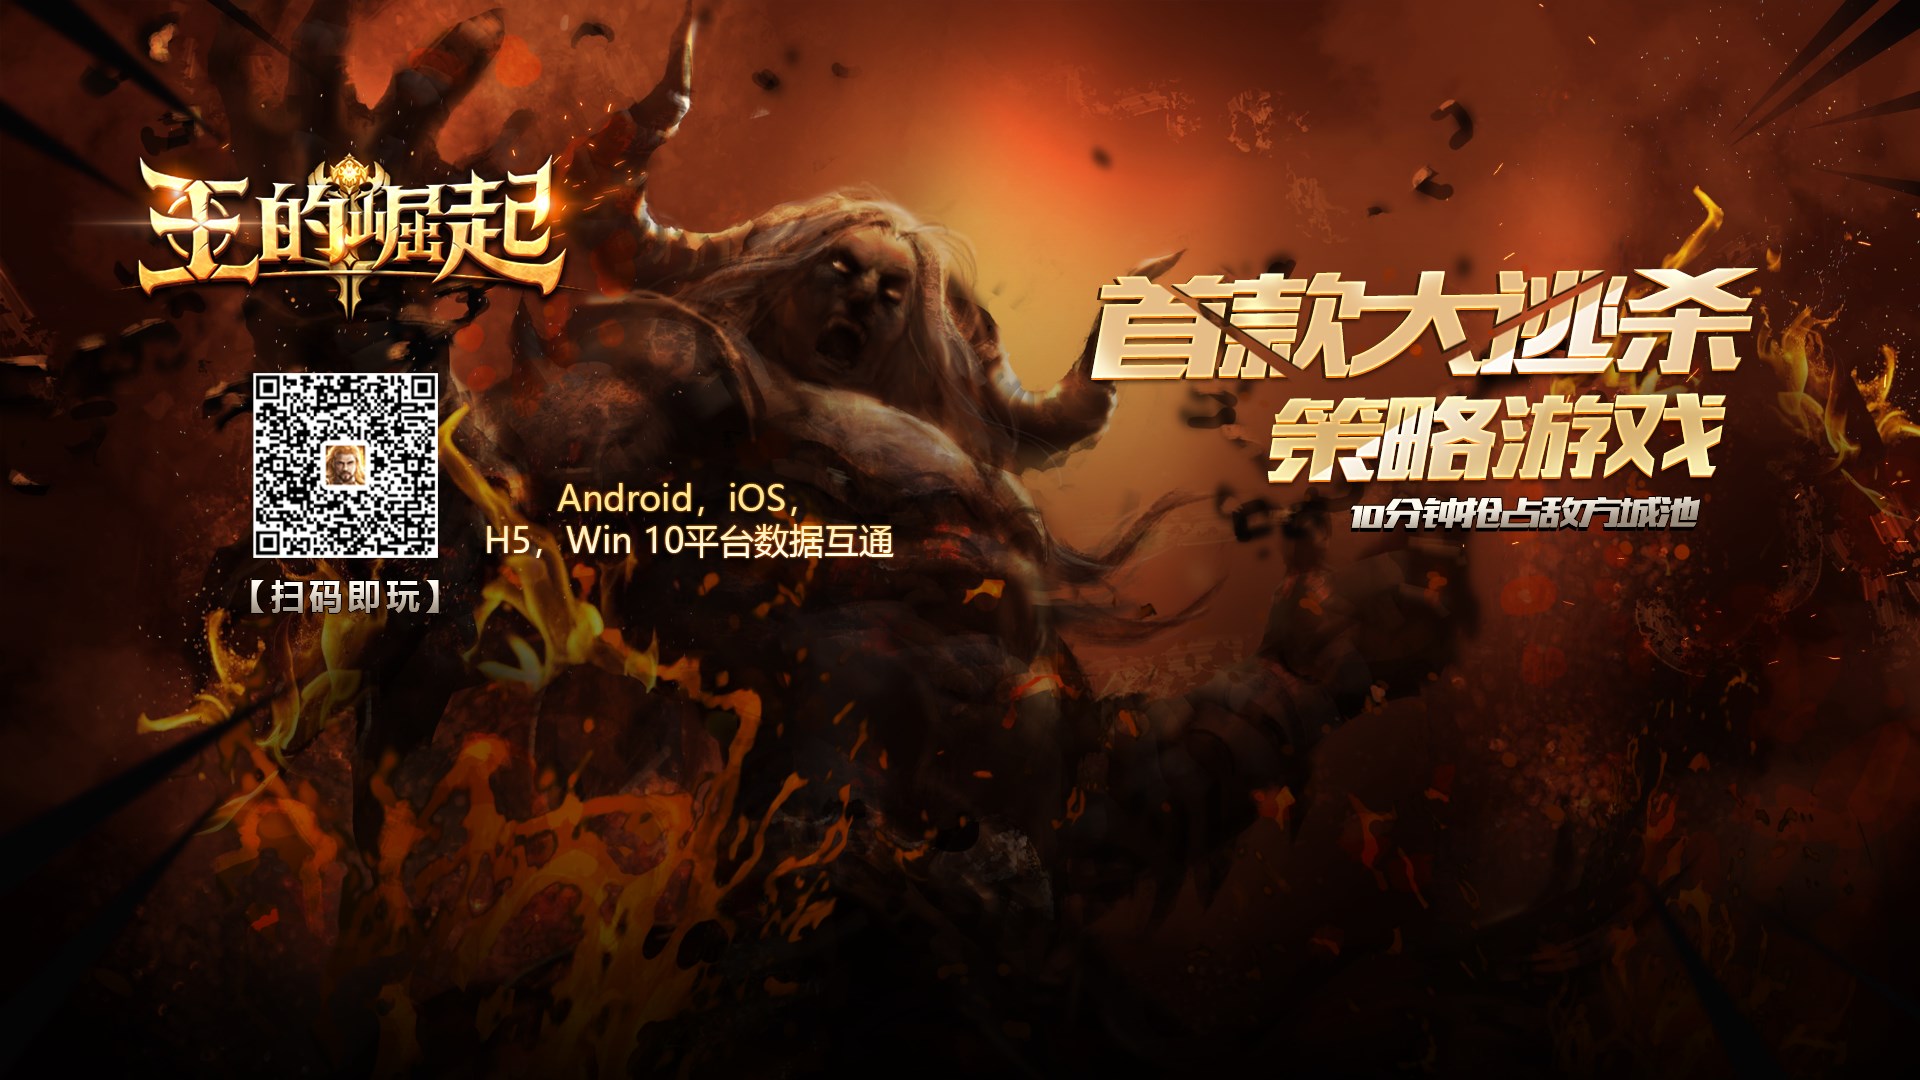 王的崛起
【扫码即玩】
Android，iOS，
H5，Win 10平台数据互通
首款大逃杀
策略游戏
10分钟抢占敌方城池